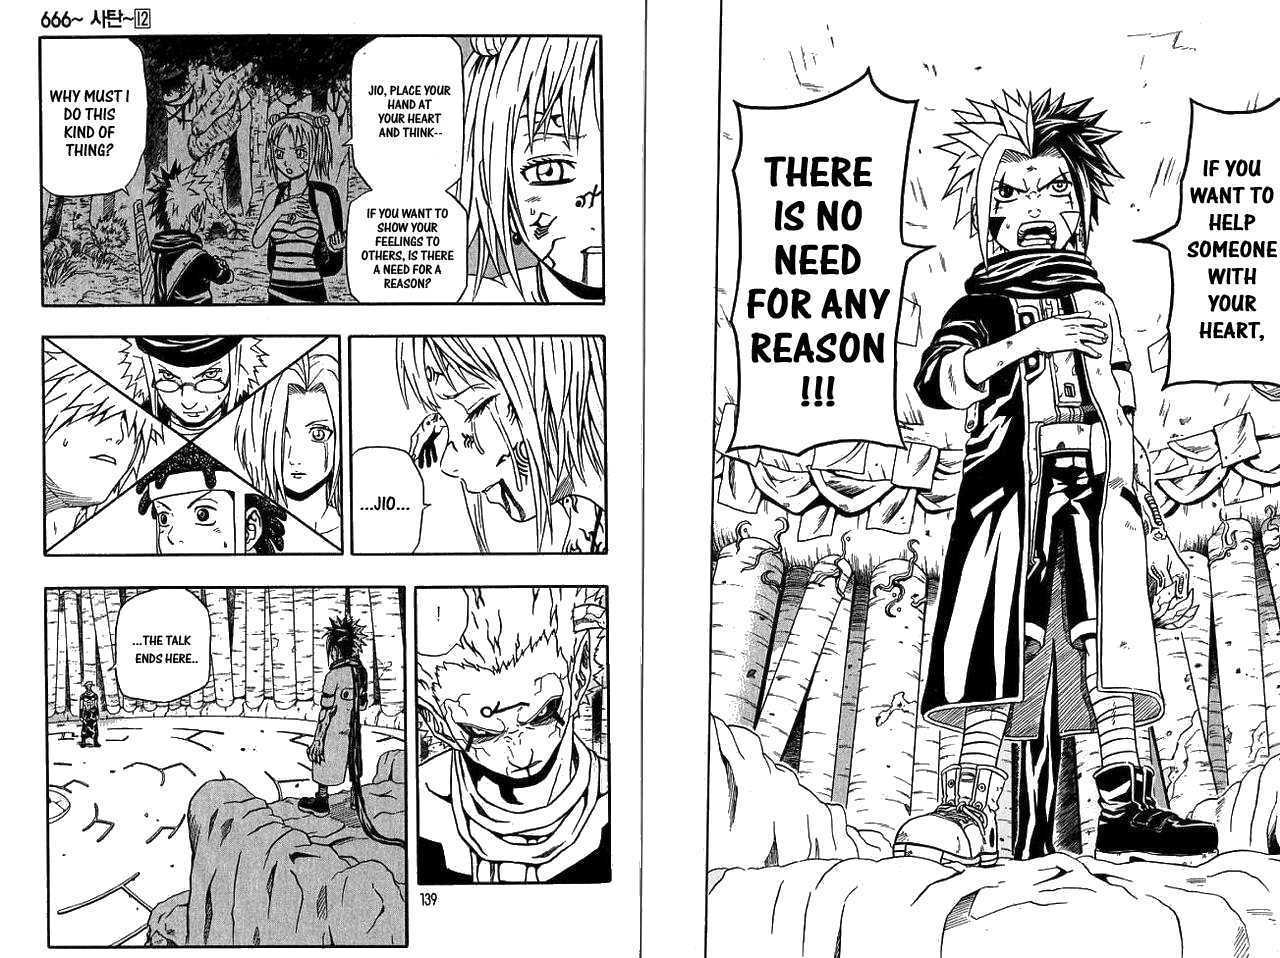 IF YOU
WANT TO
HELP
SOMEONE
WITH
YOUR
HEART,
THERE
IS NO
NEED
FOR ANY
REASON
!!!
666~ 사탄~12
JIO, PLACE YOUR
HAND AT
YOUR HEART
AND THINK--
IF YOU WANT TO
SHOW YOUR
FEELINGS TO
OTHERS, IS THERE
A NEED FOR A
REASON?
WHY MUST I
DO THIS
KIND OF
THING?
...JIO...
!
...THE TALK
ENDS HERE..
139